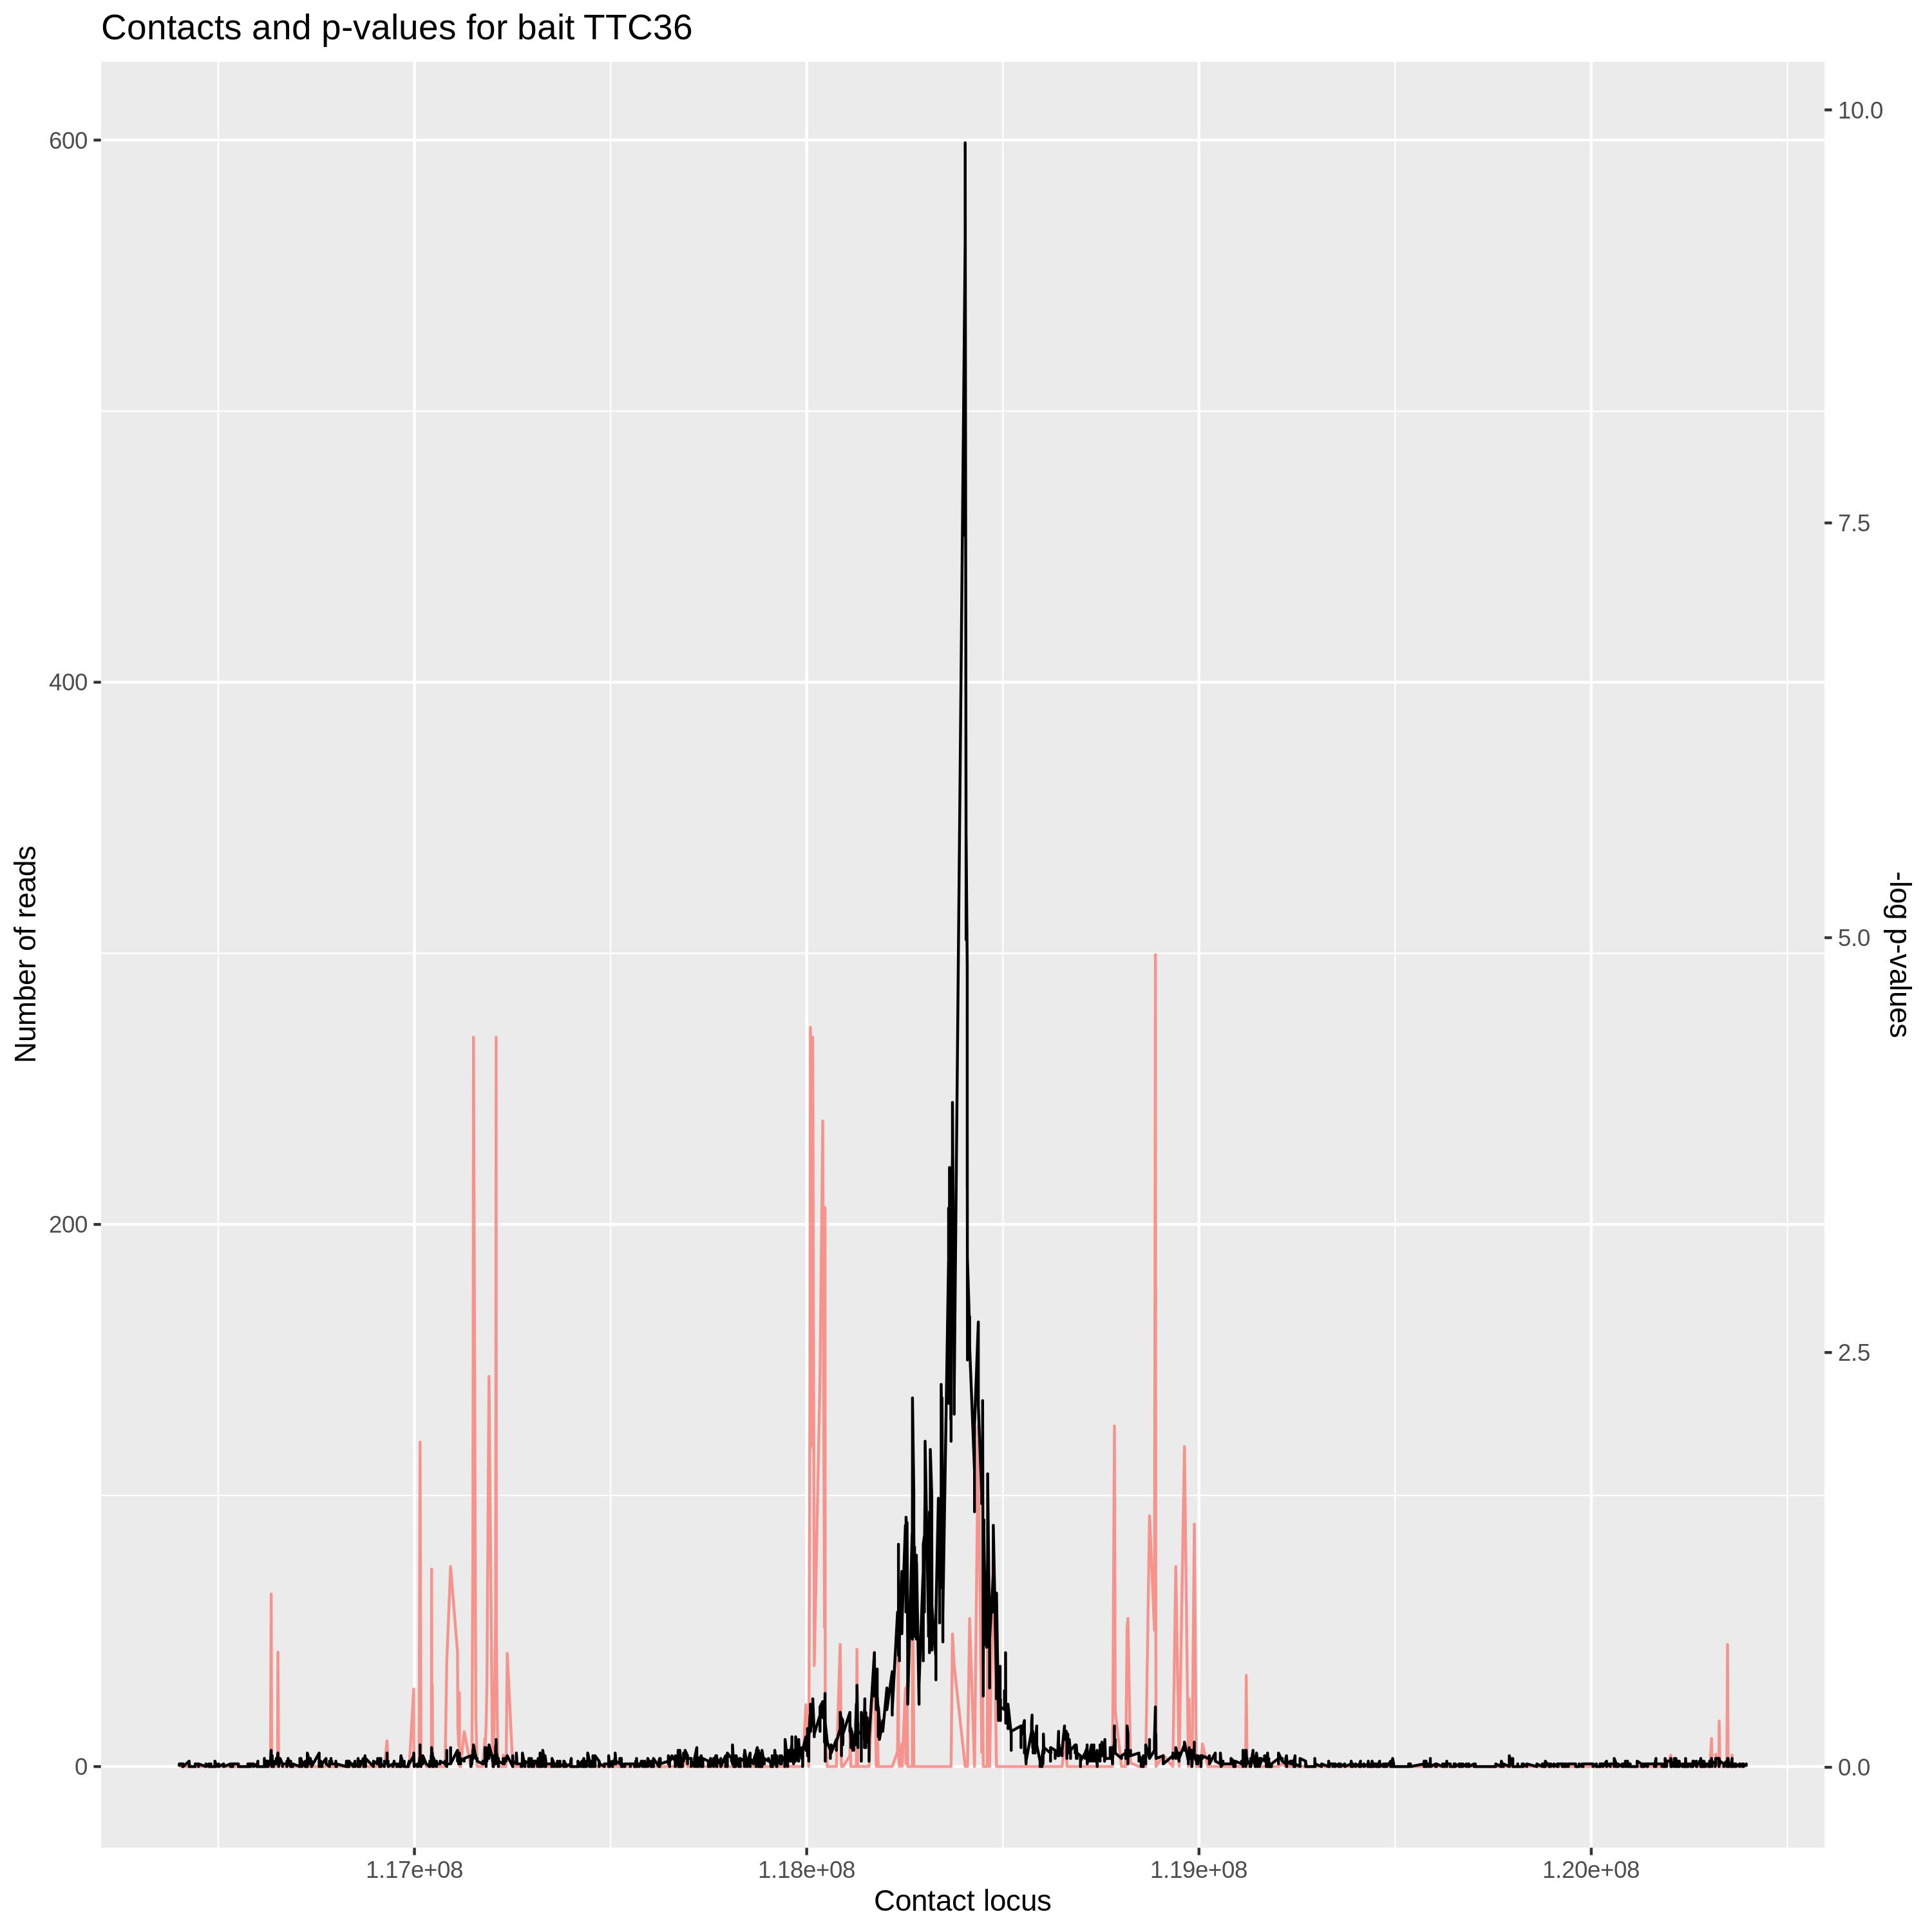 Contacts and p-values for bait TTC36
600
400
200
0
10.0
7.5
5.0
2.5
0.0
Number of reads
-log p-values
1.17e+08
1.18e+08
1.19e+08
1.20e+08
Contact locus